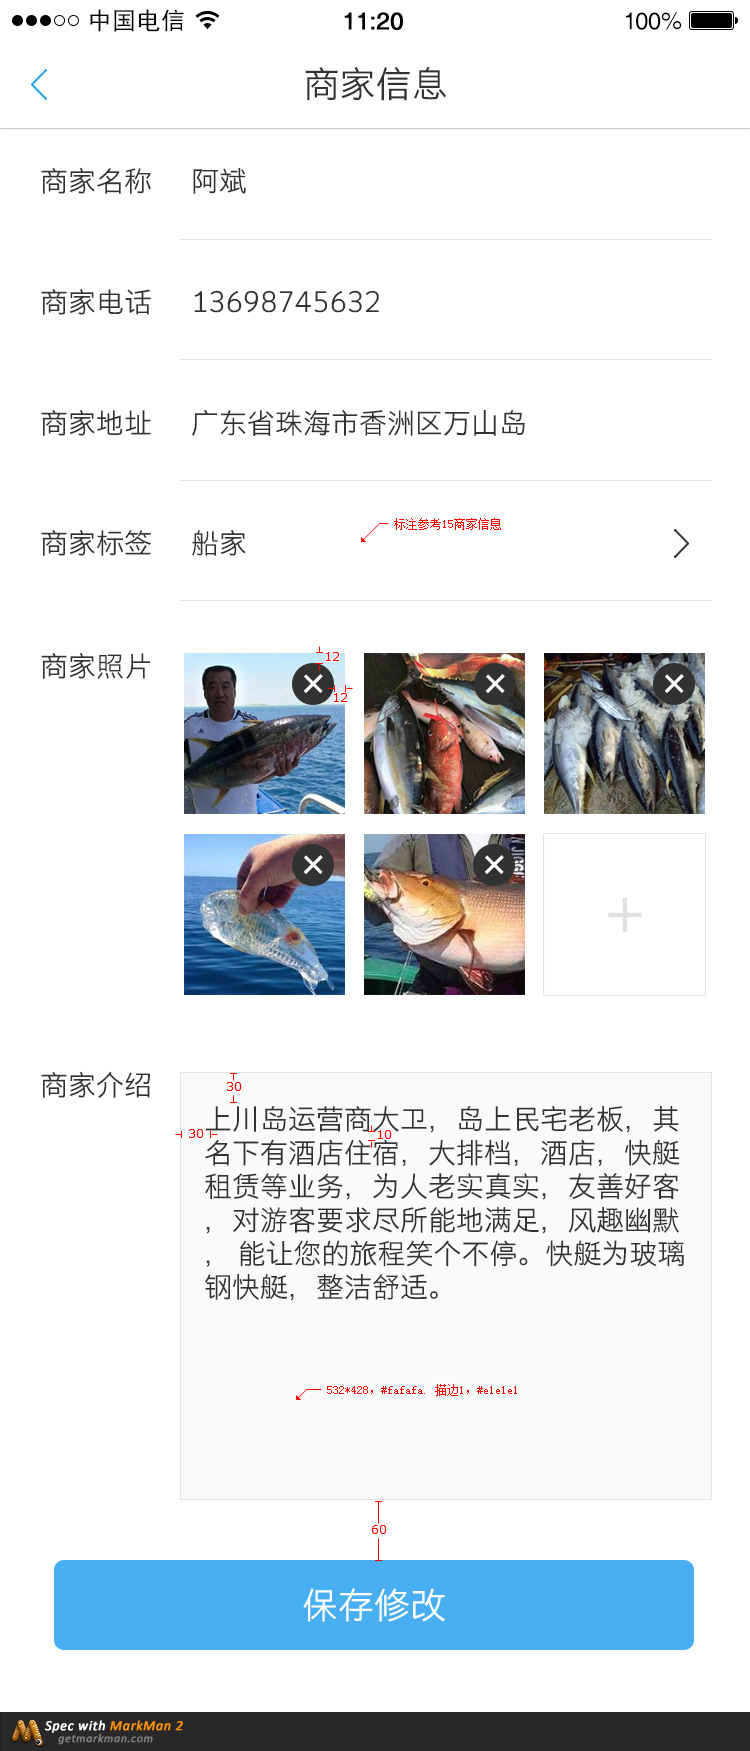 中国电信 11:20 100%
商家信息
商家名称 阿斌
商家电话 13698745632
商家地址 广东省珠海市香洲区万山岛
标注参考15商家信息
商家标签 船家
商家照片
12
12
商家介绍
30
上川岛运营商大卫，岛上民宅老板，其
30
10
名下有酒店住宿，大排档，酒店，快艇
租赁等业务，为人老实真实，友善好客
，对游客要求尽所能地满足，风趣幽默
， 能让您的旅程笑个不停。快艇为玻璃
钢快艇，整洁舒适。
532*428，#fafafa. 描边1，#e1e1e1
60
保存修改
Spec with MarkMan 2
getmarkman.com